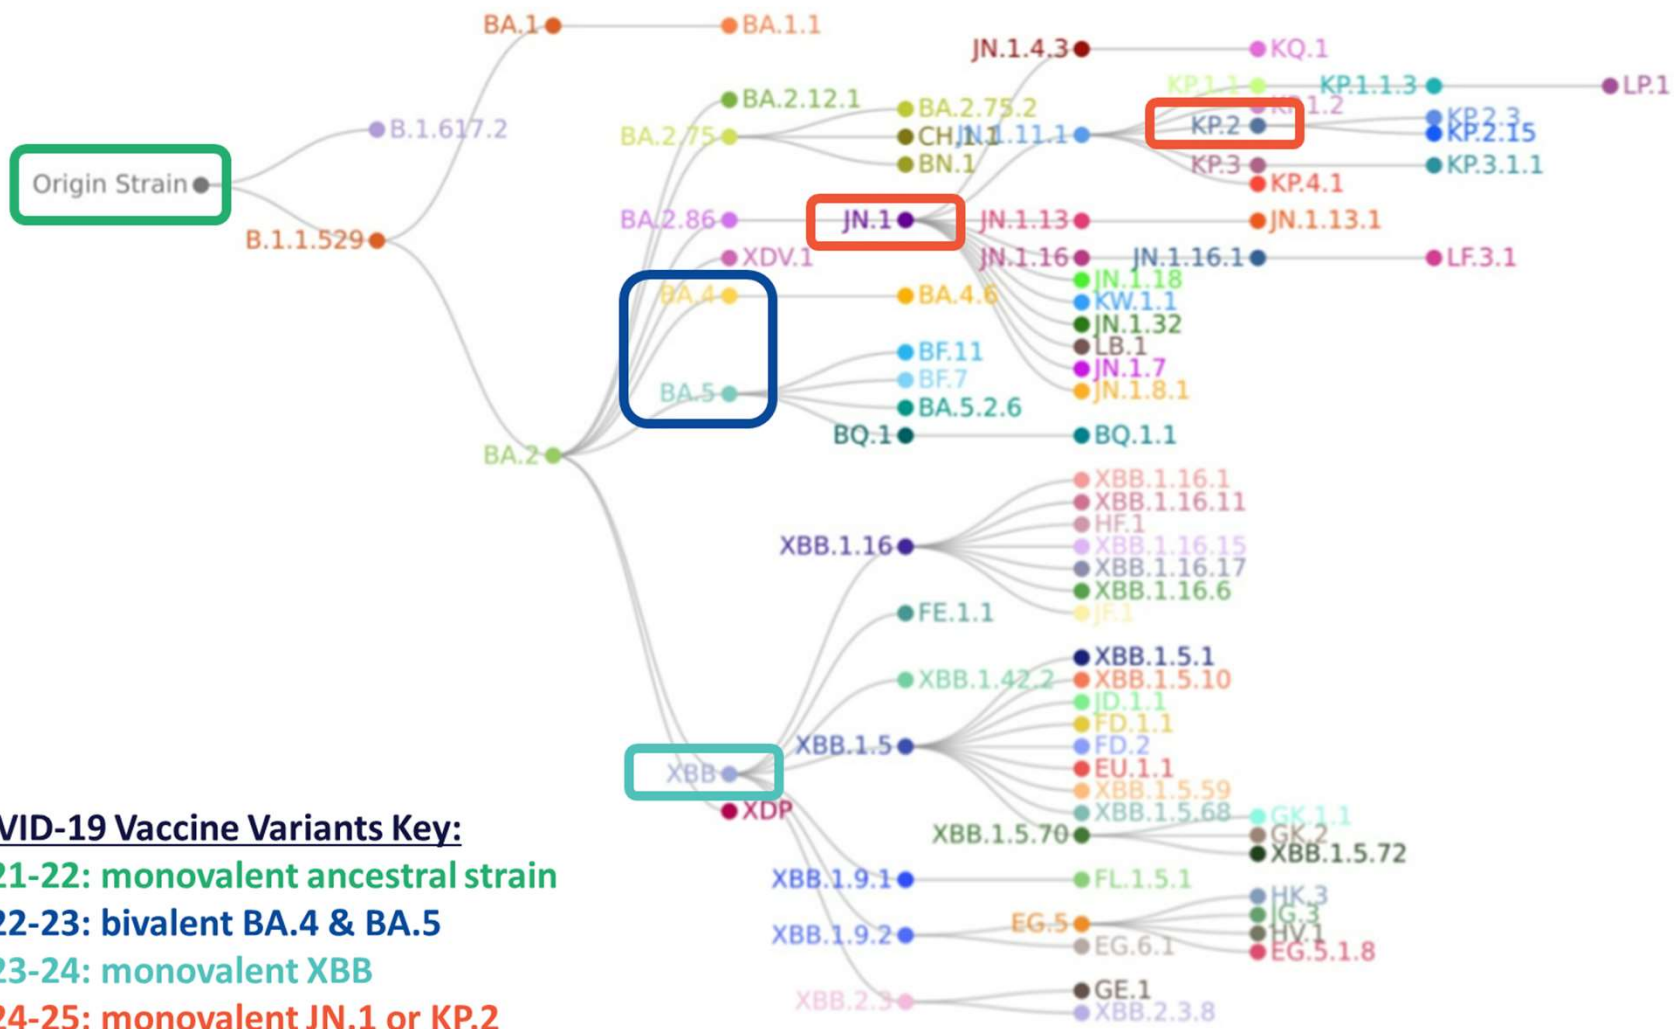 BA.1
BA.1.1
JN.1.4.3
KQ.1
KP.1.1
KP.1.1.3
LP.1
BA.2.12.1
BA.2.75.2
KP.1.2
B.1.617.2
BA.2.75
CH.1.1
JN.1.11.1
KP.2
KP.2.3
KP.2.15
BN.1
KP.3
KP.3.1.1
Origin Strain
KP.4.1
BA.2.86
JN.1
JN.1.13
JN.1.13.1
B.1.1.529
XDV.1
JN.1.16
JN.1.16.1
LF.3.1
JN.1.18
BA.4
BA.4.6
KW.1.1
JN.1.32
LB.1
BF.11
JN.1.7
BF.7
JN.1.8.1
BA.5
BA.5.2.6
BQ.1
BQ.1.1
BA.2
XBB.1.16.1
XBB.1.16.11
HF.1
XBB.1.16
XBB.1.16.15
XBB.1.16.17
XBB.1.16.6
FE.1.1
JF.1
XBB.1.5.1
XBB.1.42.2
XBB.1.5.10
JD.1.1
FD.1.1
XBB.1.5
FD.2
XBB
EU.1.1
XBB.1.5.59
XDP
XBB.1.5.68
GK.1.1
XBB.1.5.70
GK.2
XBB.1.5.72
XBB.1.9.1
FL.1.5.1
HK.3
EG.5
JG.3
XBB.1.9.2
HV.1
EG.6.1
EG.5.1.8
XBB.2.3
GE.1
XBB.2.3.8
VID-19 Vaccine Variants Key:
21-22: monovalent ancestral strain
22-23: bivalent BA.4 & BA.5
23-24: monovalent XBB
24-25: monovalent JN.1 or KP.2